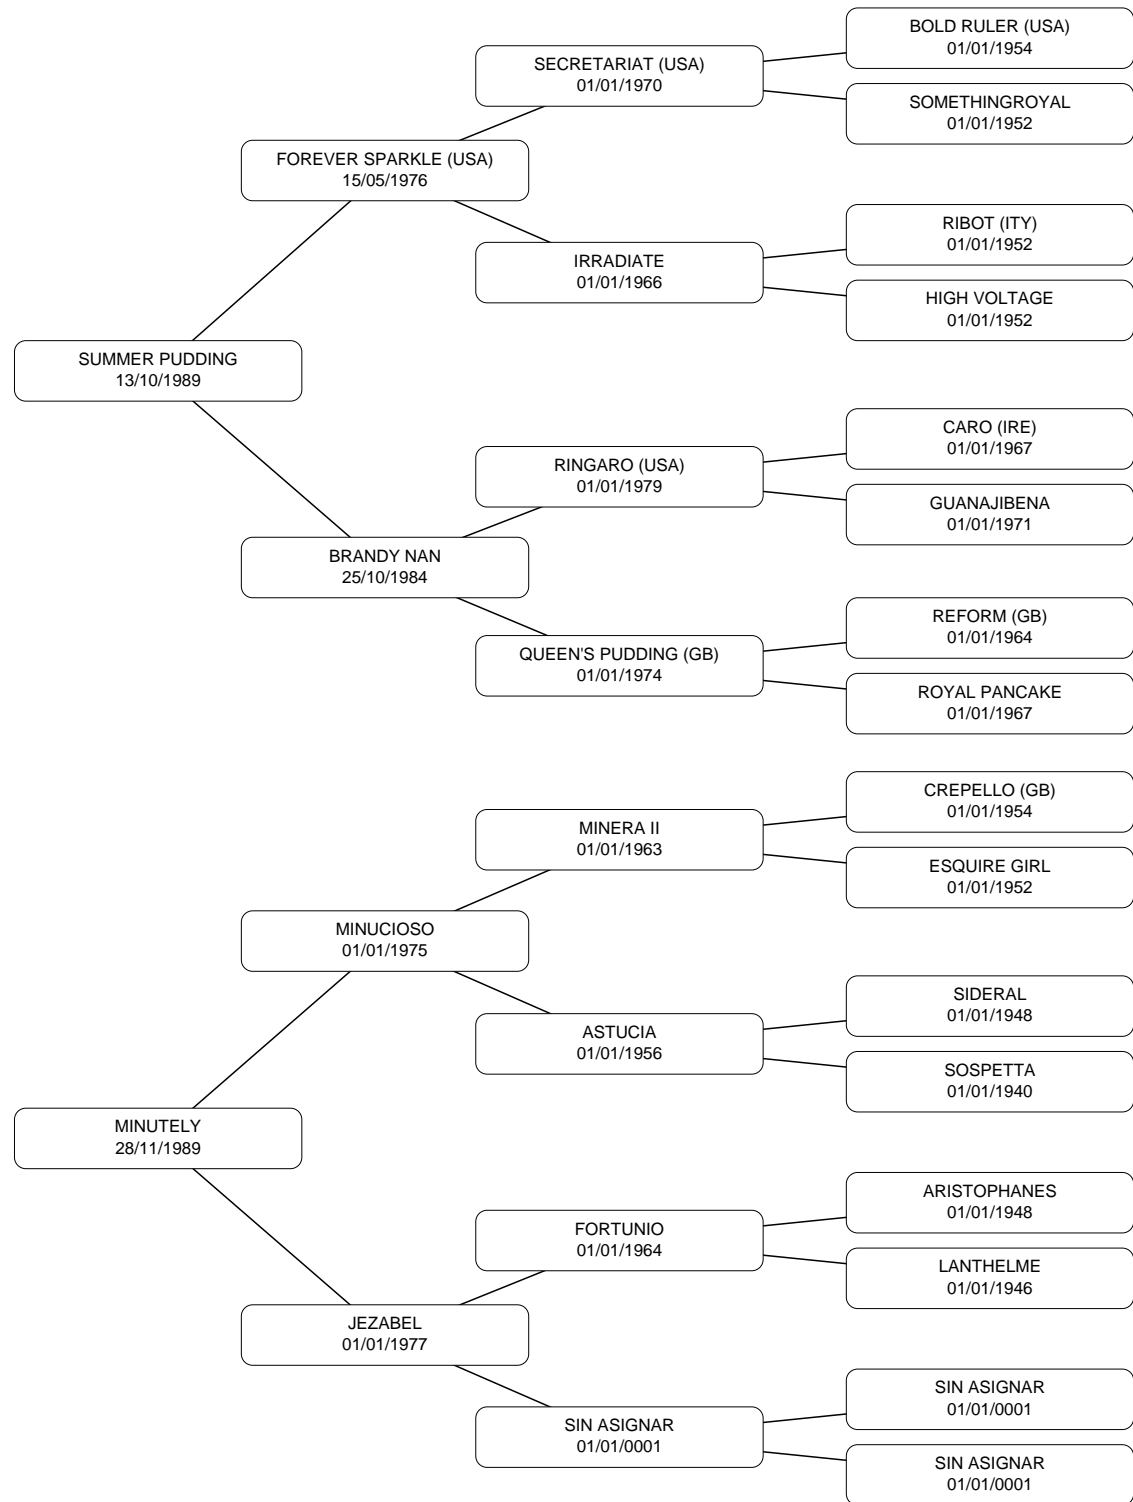 BOLD RULER (USA)
01/01/1954
SECRETARIAT (USA)
01/01/1970
SOMETHINGROYAL
01/01/1952
FOREVER SPARKLE (USA)
15/05/1976
RIBOT (ITY)
01/01/1952
IRRADIATE
01/01/1966
HIGH VOLTAGE
01/01/1952
SUMMER PUDDING
13/10/1989
CARO (IRE)
01/01/1967
RINGARO (USA)
01/01/1979
GUANAJIBENA
01/01/1971
BRANDY NAN
25/10/1984
REFORM (GB)
01/01/1964
QUEEN'S PUDDING (GB)
01/01/1974
ROYAL PANCAKE
01/01/1967
CREPELLO (GB)
01/01/1954
MINERA II
01/01/1963
ESQUIRE GIRL
01/01/1952
MINUCIOSO
01/01/1975
SIDERAL
01/01/1948
ASTUCIA
01/01/1956
SOSPETTA
01/01/1940
MINUTELY
28/11/1989
ARISTOPHANES
01/01/1948
FORTUNIO
01/01/1964
LANTHELME
01/01/1946
JEZABEL
01/01/1977
SIN ASIGNAR
01/01/0001
SIN ASIGNAR
01/01/0001
SIN ASIGNAR
01/01/0001